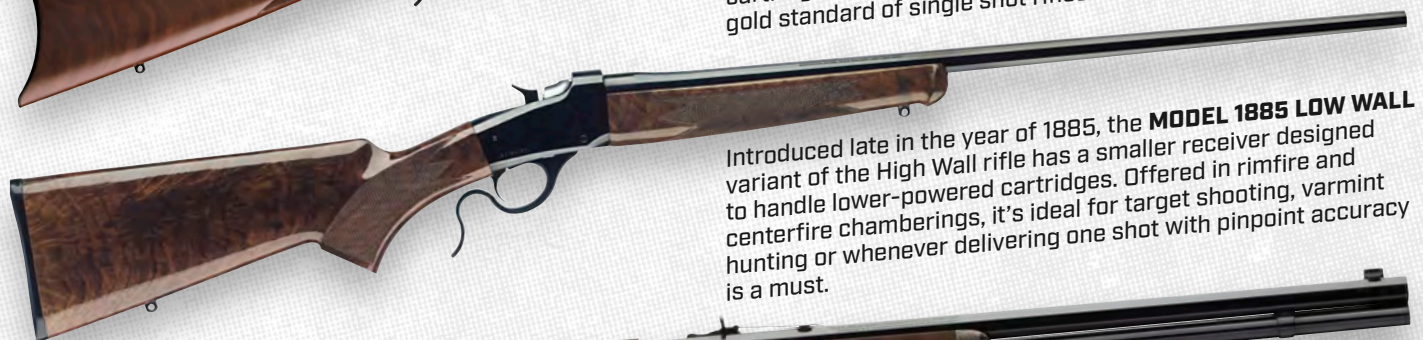 gold standard of single shot
Introduced late in the year of 1885, the MODEL 1885 LOW WALL
variant of the High Wall rifle has a smaller receiver designed
to handle lower-powered cartridges. Offered in rimfire and
centerfire chamberings, it's ideal for target shooting, varmint
hunting or whenever delivering one shot with pinpoint accuracy
is a must.